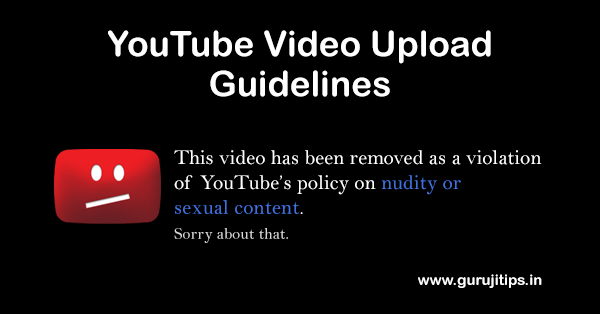 YouTube Video Upload
Guidelines
This video has been removed as a violation
of YouTube's policy on nudity or
sexual content.
Sorry about that.
www.gurujitips.in